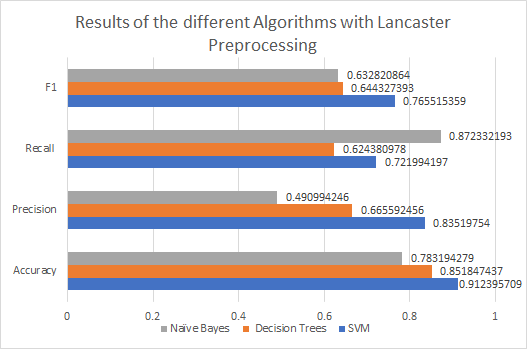 Results of the different Algorithms with Lancaster
Preprocessing
F1
0.632820864
0.644327393
0.765515359
Recall
0.872332193
0.624380978
0.721994197
Precision
0.490994246
0.665592456
0.83519754
Accuracy
0.783194279
0.851847437
0.912395709
0 0.2 0.4 0.6 0.8 1
Naïve Bayes Decision Trees SVM